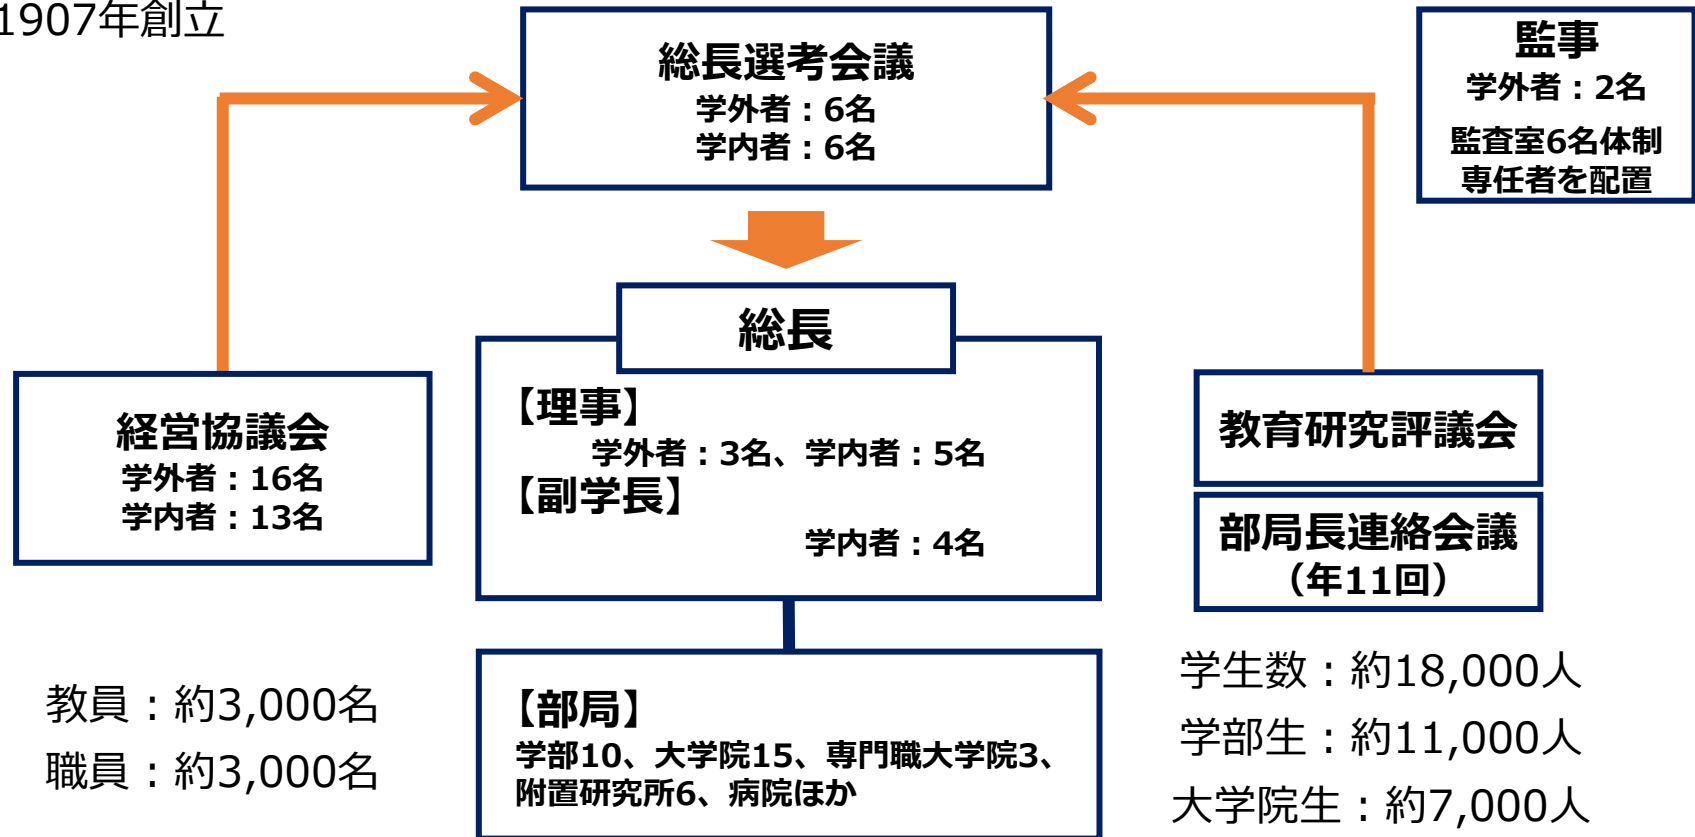 1907年創立
総長選考会議
学外者：6名
学内者：6名
監事
学外者：2名
監査室6名体制
専任者を配置
総長
【理事】
学外者：3名、学内者：5名
【副学長】
学内者：4名
経営協議会
学外者：16名
学内者：13名
教育研究評議会
部局長連絡会議
（年11回）
【部局】
学部10、大学院15、専門職大学院3、
附置研究所6、病院ほか
教員：約3,000名
職員：約3,000名
学生数：約18,000人
学部生：約11,000人
大学院生：約7,000人